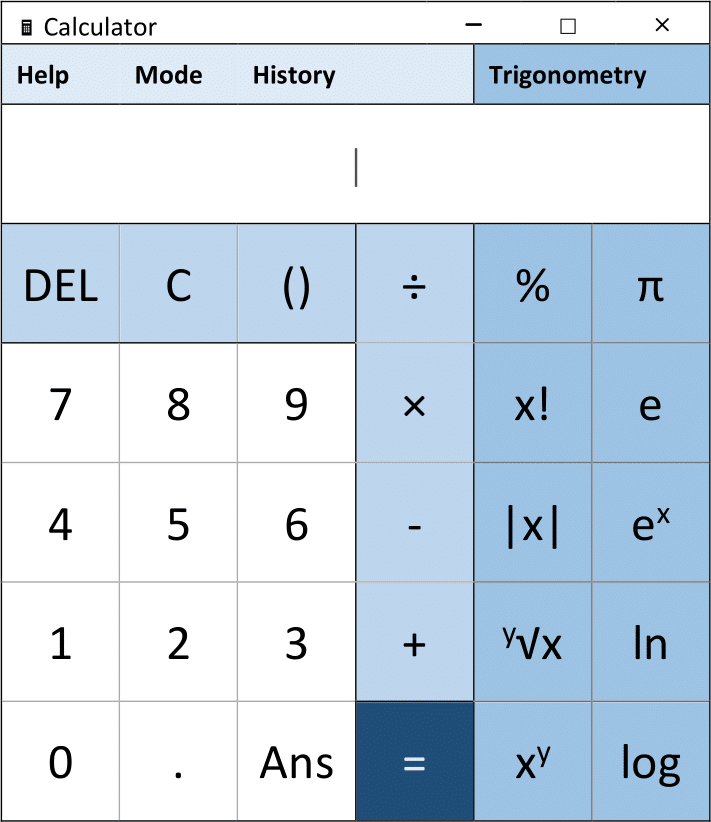 Calculator
Help Mode History Trigonometry
DEL C () ÷ % π
7 8 9 × x! e
4 5 6 - |x| eˣ
1 2 3 + ʸ√x ln
0 . Ans = xʸ log